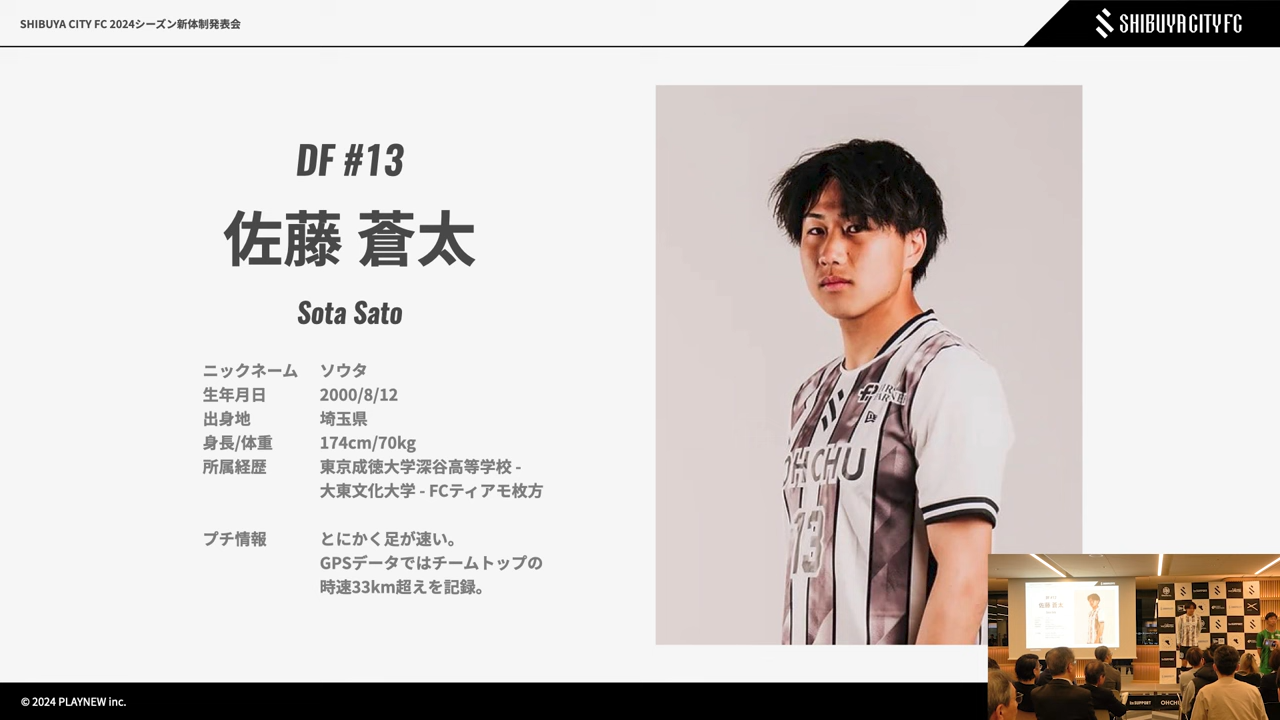 SHIBUYA CITY FC 2024シーズン新体制発表会
SHIBUYA CITY FC
DF #13
佐藤 蒼太
Sota Sato
ニックネーム ソウタ
生年月日 2000/8/12
出身地 埼玉県
身長/体重 174cm/70kg
所属経歴 東京成徳大学深谷高等学校 -
大東文化大学 - FCティアモ枚方
プチ情報 とにかく足が速い。
GPSデータではチームトップの
時速33km超えを記録。
OHCHU
13
佐藤 蒼太
OHCHU
© 2024 PLAYNEW inc.